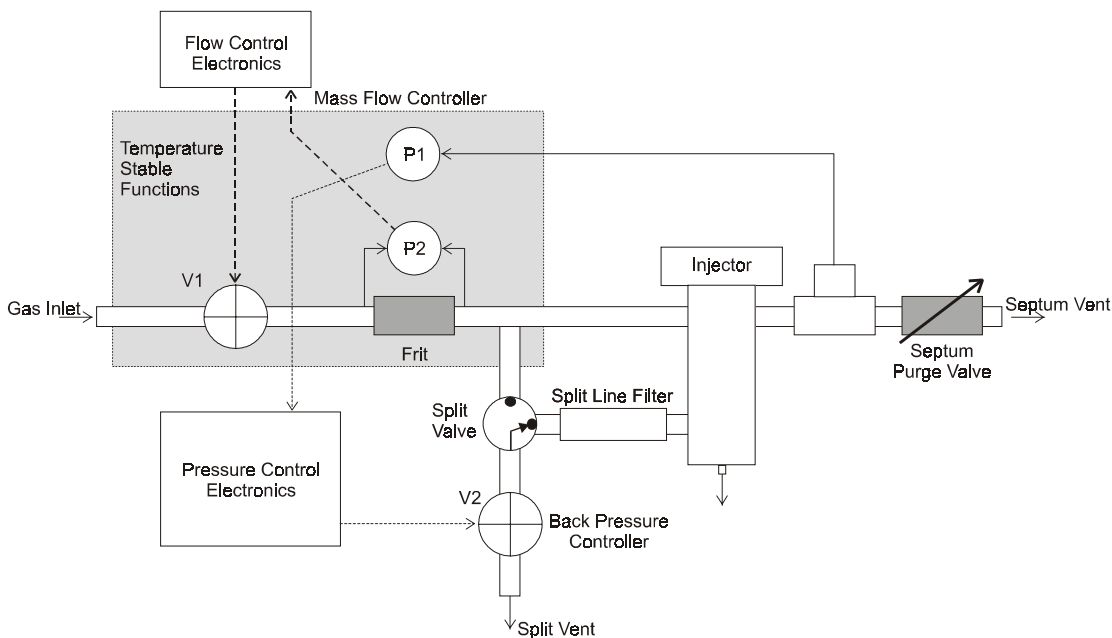 Flow Control
Electronics
Mass Flow Controller
Temperature
Stable
Functions
P1
P2
V1
Injector
Gas Inlet
Septum Vent
Frit
Septum
Purge Valve
Split Line Filter
Split
Valve
Pressure Control
Electronics
V2
Back Pressure
Controller
Split Vent